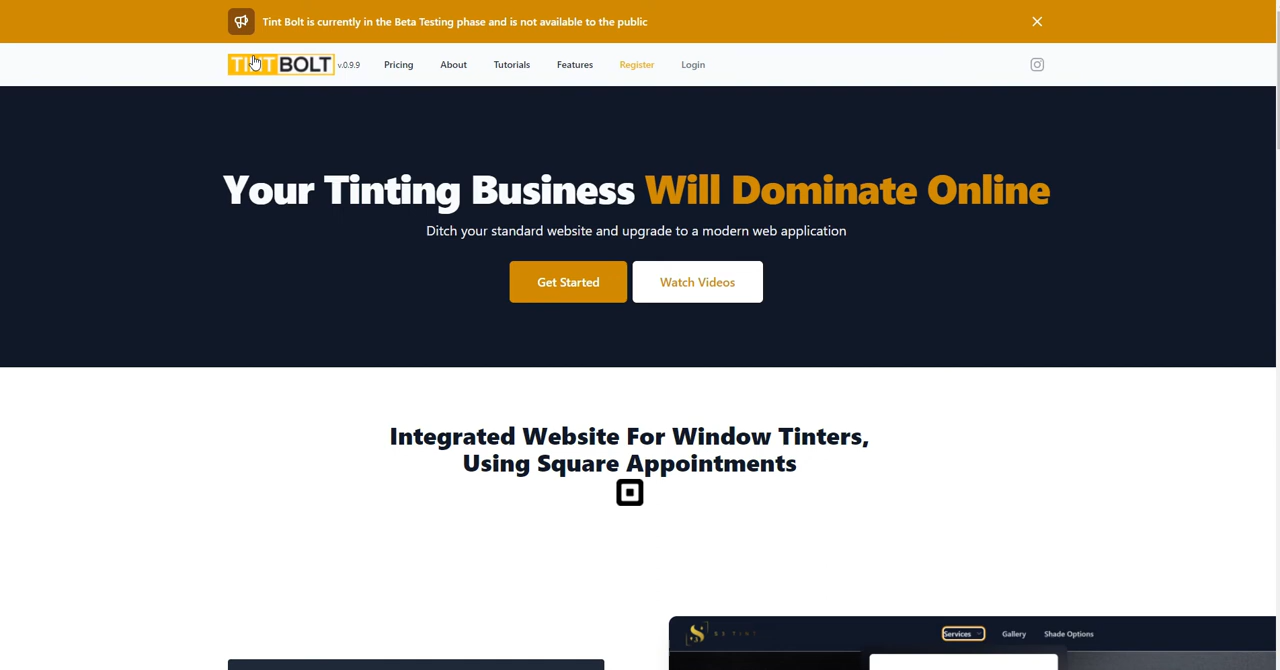 Tint Bolt is currently in the Beta Testing phase and is not available to the public
TINTBOLT v.0.9.9 Pricing About Tutorials Features Register Login
Your Tinting Business Will Dominate Online
Ditch your standard website and upgrade to a modern web application
Get Started Watch Videos
Integrated Website For Window Tinters,
Using Square Appointments
Services Gallery Shade Options